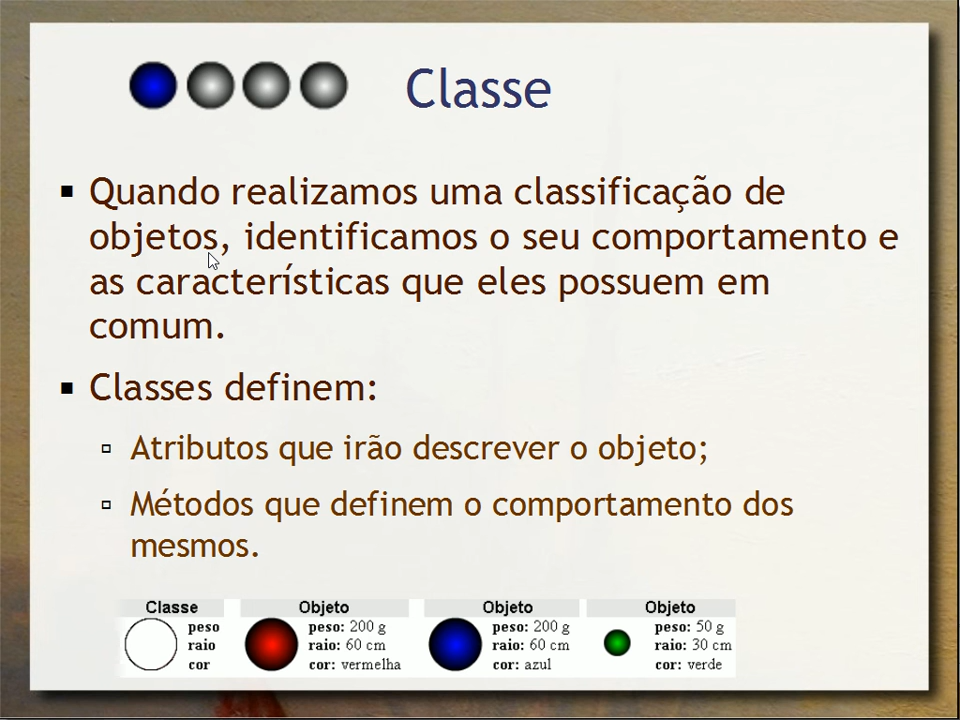 Classe
Quando realizamos uma classificação de
objetos, identificamos o seu comportamento e
as características que eles possuem em
comum.
Classes definem:
Atributos que irão descrever o objeto;
Métodos que definem o comportamento dos
mesmos.
Classe Objeto Objeto Objeto
peso peso: 200 g peso: 200 g peso: 50 g
raio raio: 60 cm raio: 60 cm raio: 30 cm
cor cor: vermelha cor: azul cor: verde